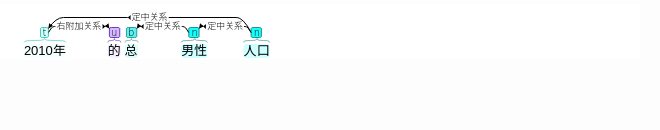 定中关系
右附加关系 定中关系 定中关系
t u b n n
2010年 的 总 男性 人口